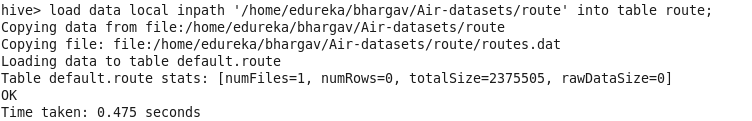 hive> load data local inpath '/home/edureka/bhargav/Air-datasets/route' into table route;
Copying data from file:/home/edureka/bhargav/Air-datasets/route
Copying file: file:/home/edureka/bhargav/Air-datasets/route/routes.dat
Loading data to table default.route
Table default.route stats: [numFiles=1, numRows=0, totalSize=2375505, rawDataSize=0]
OK
Time taken: 0.475 seconds